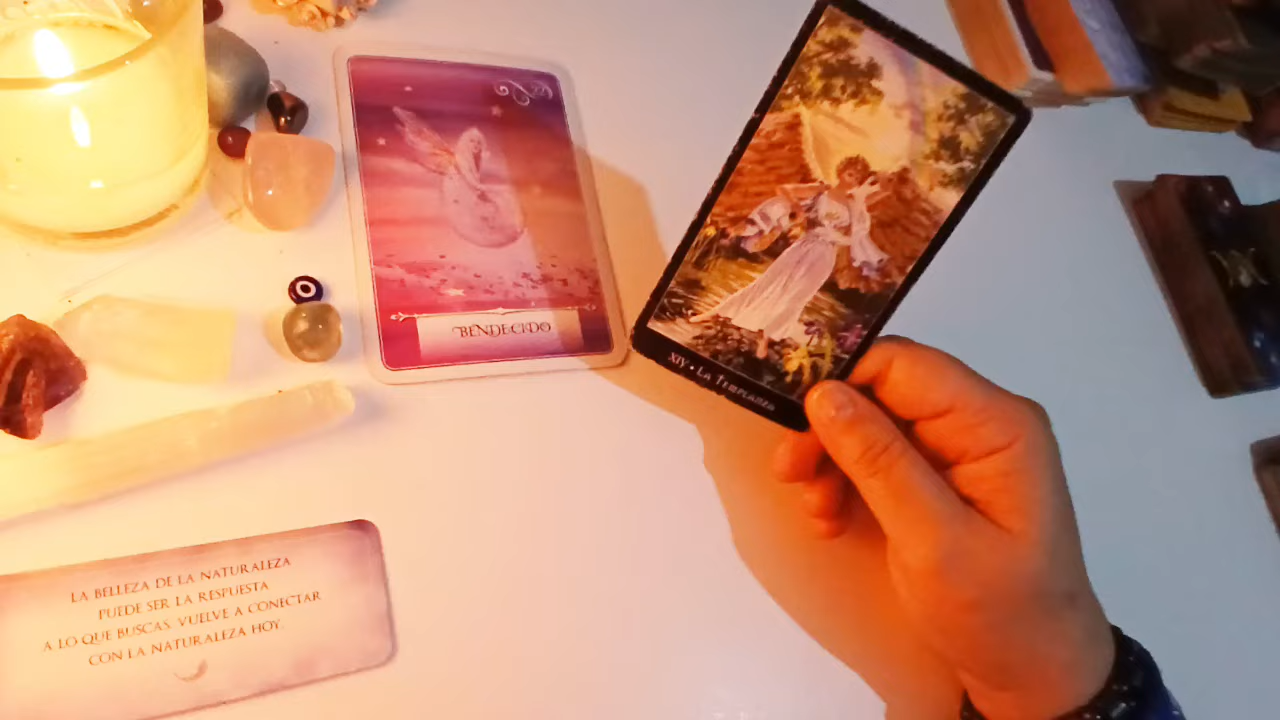 BENDECIDO
XIV • LA TEMPLANZA
LA BELLEZA DE LA NATURALEZA
PUEDE SER LA RESPUESTA
A LO QUE BUSCAS. VUELVE A CONECTAR
CON LA NATURALEZA HOY.